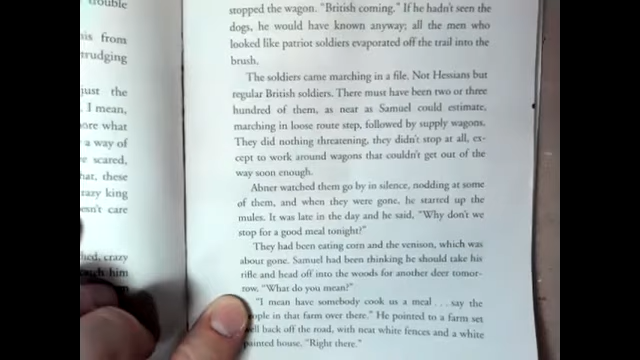 trouble
his from
trudging
just the
I mean,
ore what
a way of
e scared,
hat, these
razy king
esn't care
hed, crazy
atch him
stopped the wagon. "British coming." If he hadn't seen the
dogs, he would have known anyway; all the men who
looked like patriot soldiers evaporated off the trail into the
brush.
The soldiers came marching in a file. Not Hessians but
regular British soldiers. There must have been two or three
hundred of them, as near as Samuel could estimate,
marching in loose route step, followed by supply wagons.
They did nothing threatening, they didn't stop at all, ex-
cept to work around wagons that couldn't get out of the
way soon enough.
Abner watched them go by in silence, nodding at some
of them, and when they were gone, he started up the
mules. It was late in the day and he said, "Why don't we
stop for a good meal tonight?"
They had been eating corn and the venison, which was
about gone. Samuel had been thinking he should take his
rifle and head off into the woods for another deer tomor-
row. "What do you mean?"
"I mean have somebody cook us a meal . . . say the
ople in that farm over there." He pointed to a farm set
ell back off the road, with neat white fences and a white
painted house. "Right there."